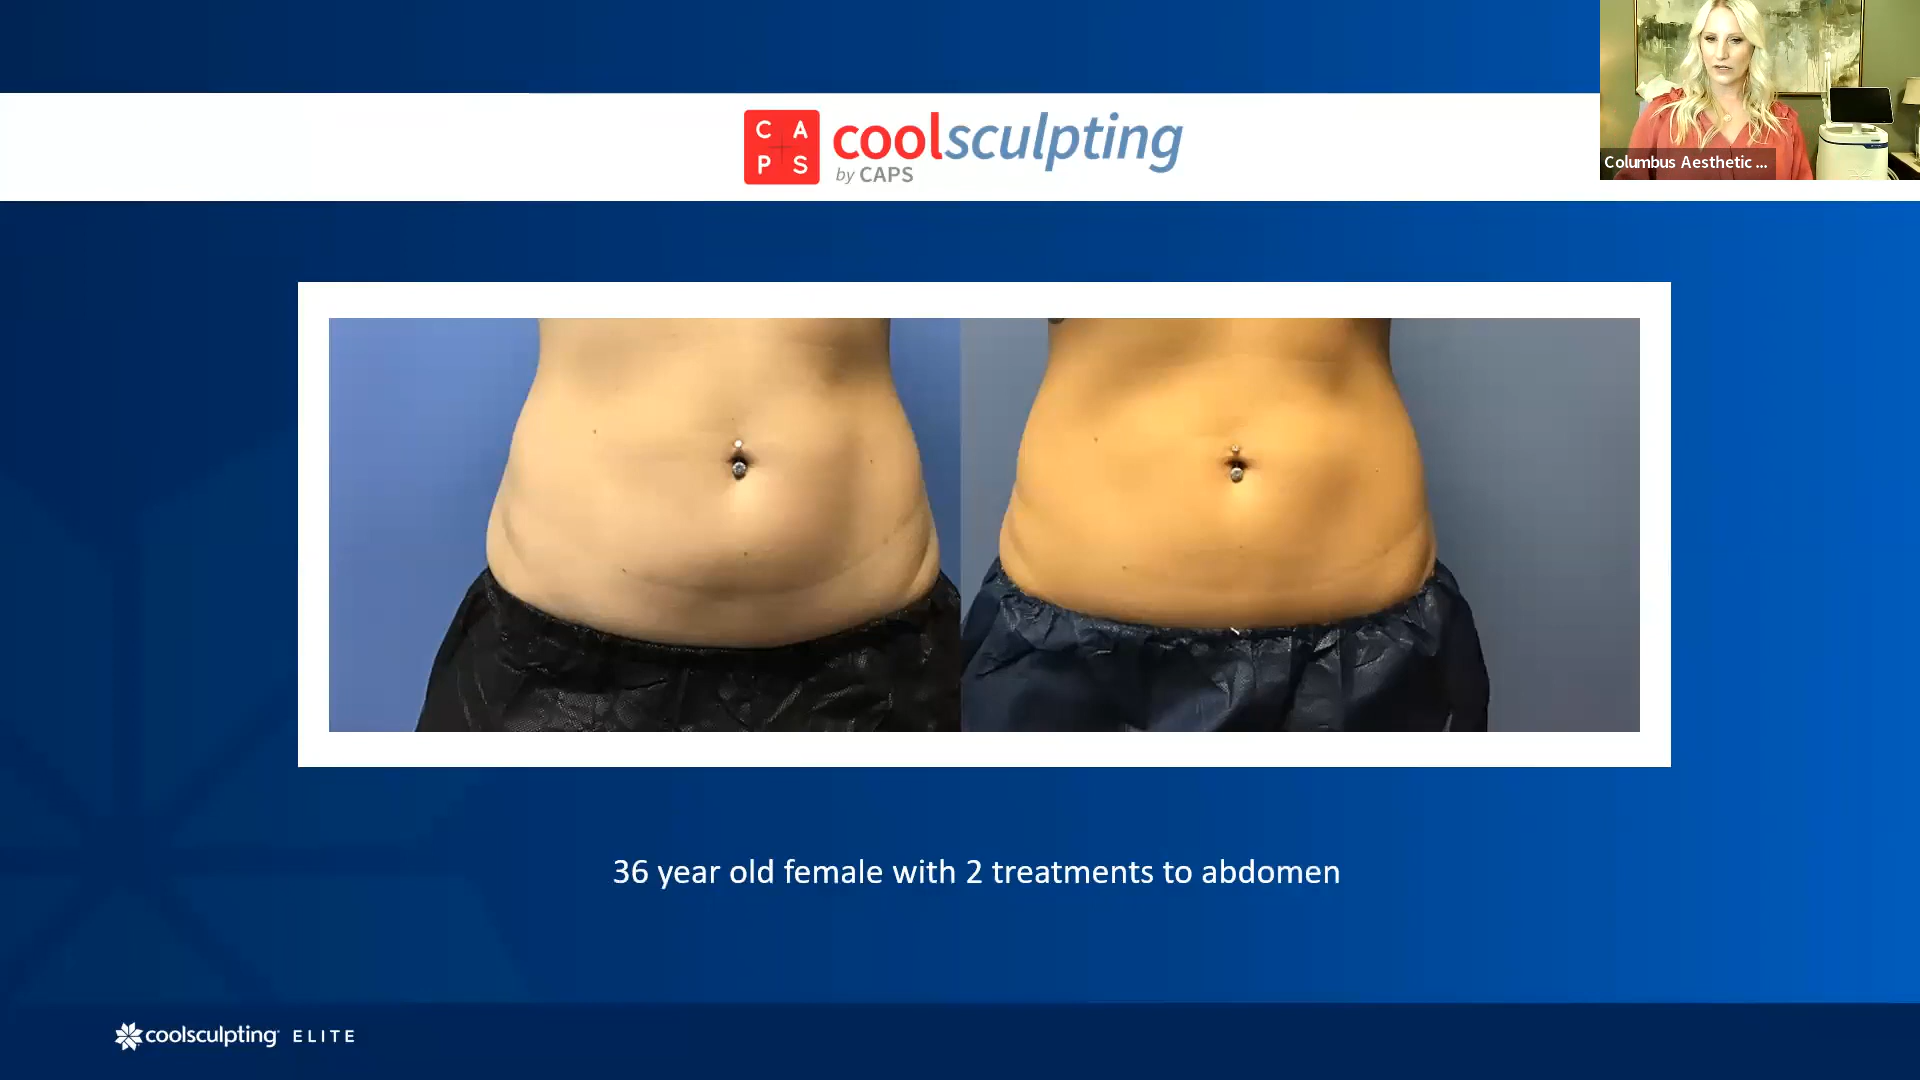 C A
P S
coolsculpting
by CAPS
Columbus Aesthetic ...
36 year old female with 2 treatments to abdomen
coolsculpting ELITE